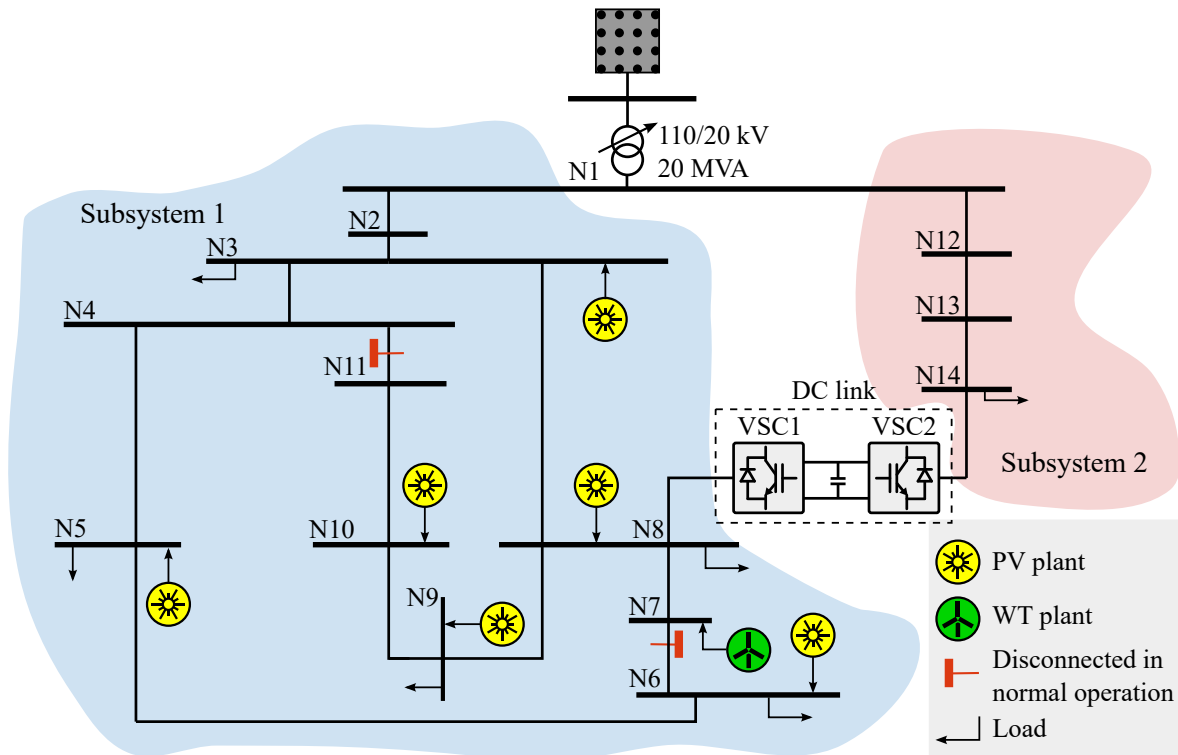 110/20 kV
20 MVA
N1
Subsystem 1
N2
N3
N12
N4
N13
N11
N14
DC link
VSC1
VSC2
Subsystem 2
N5
N10
N8
PV plant
N9
N7
WT plant
N6
Disconnected in
normal operation
Load